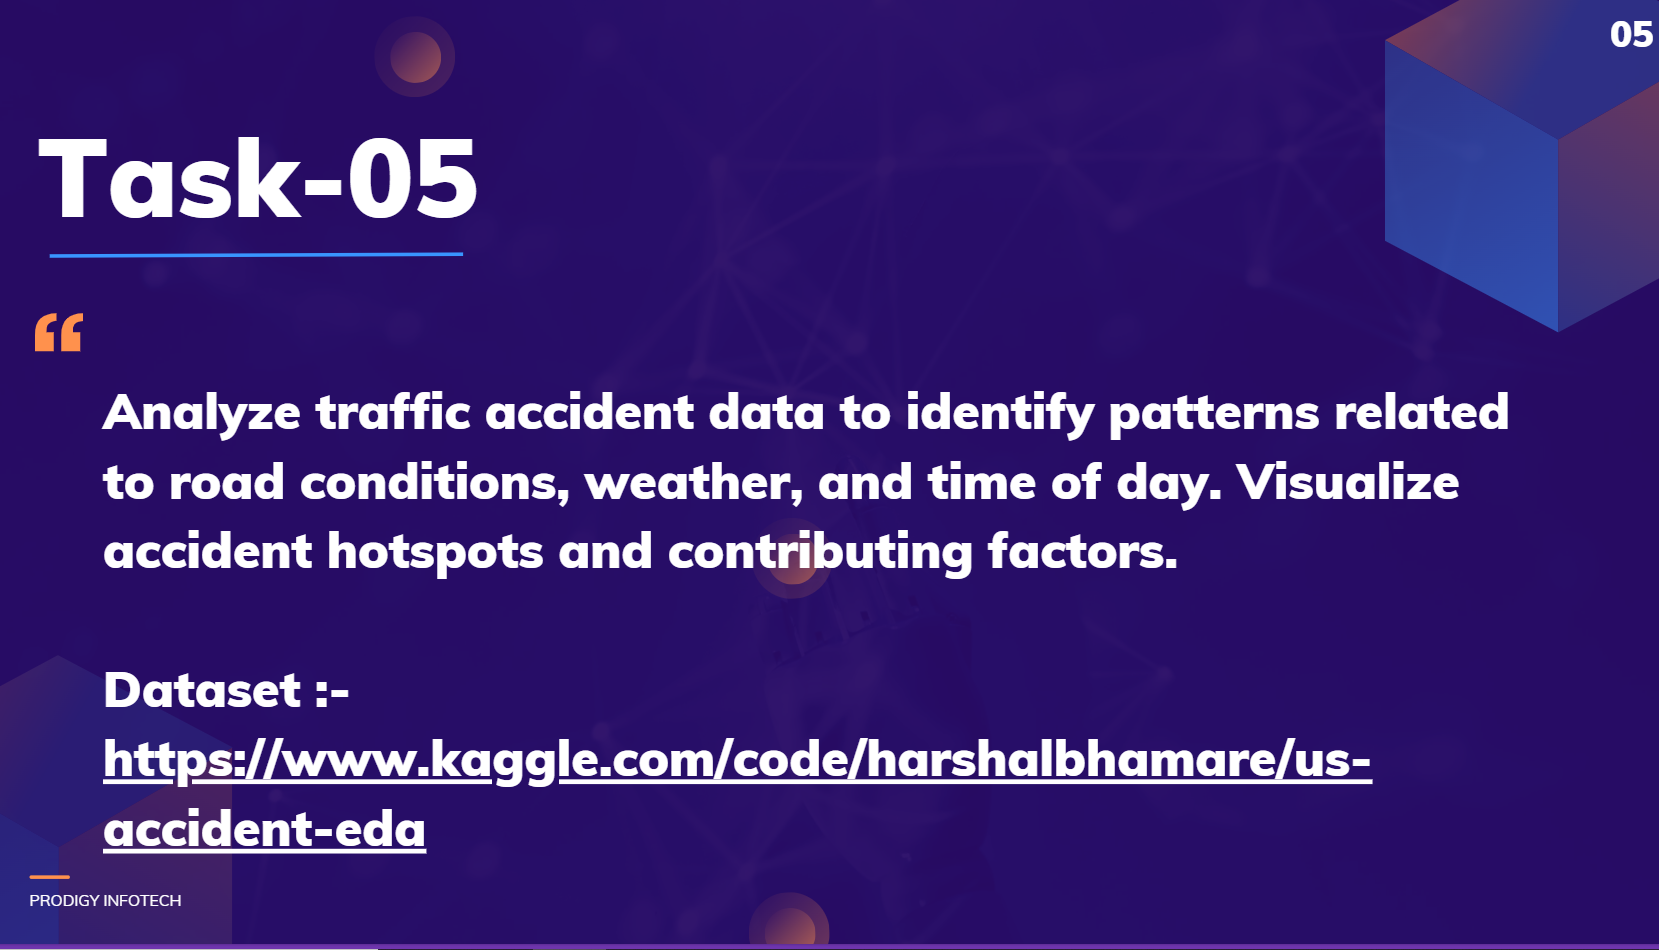 05
Task-05
“
Analyze traffic accident data to identify patterns related
to road conditions, weather, and time of day. Visualize
accident hotspots and contributing factors.
Dataset :-
https://www.kaggle.com/code/harshalbhamare/us-
accident-eda
PRODIGY INFOTECH